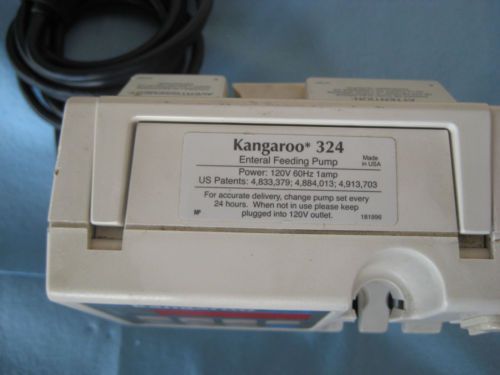 Kangaroo* 324
Enteral Feeding Pump
Made
in USA
Power: 120V 60Hz 1amp
US Patents: 4,833,379; 4,884,013; 4,913,703
For accurate delivery, change pump set every
24 hours. When not in use please keep
plugged into 120V outlet.